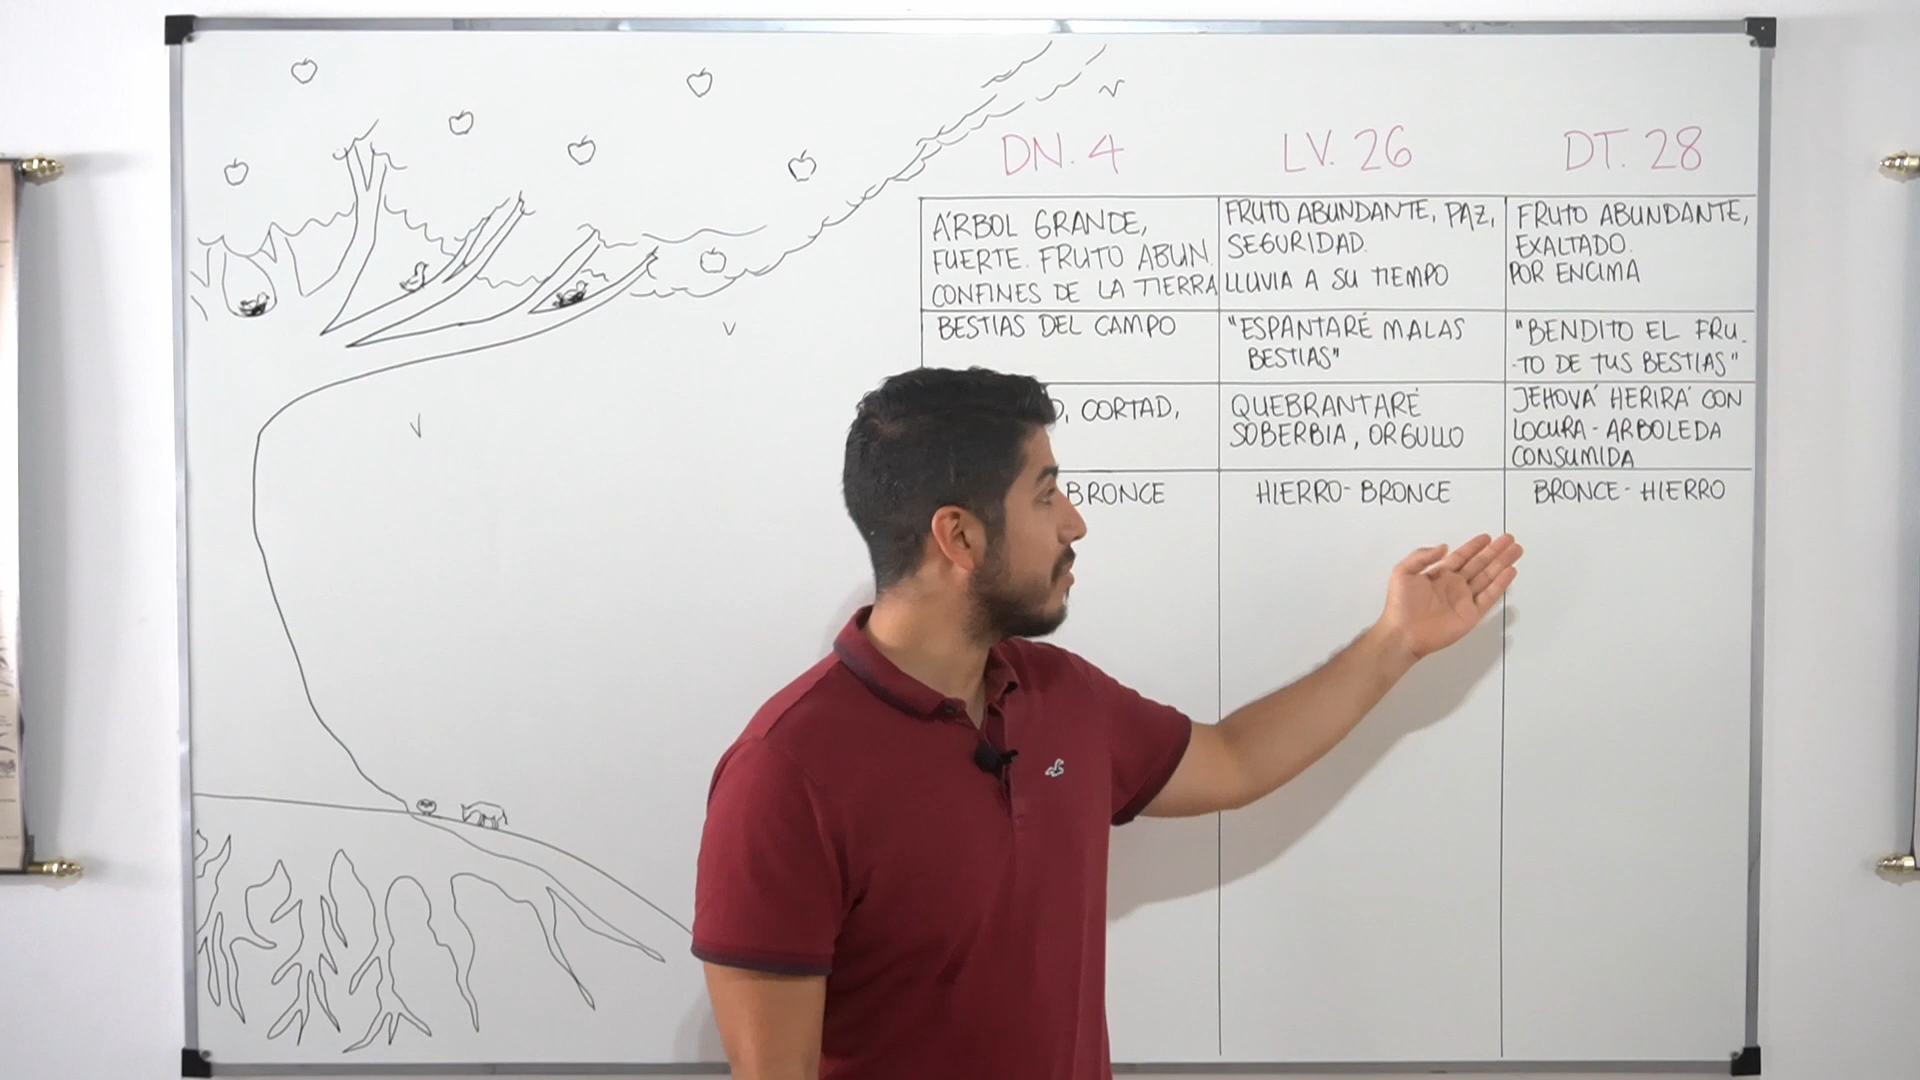 DN. 4
LV. 26
DT. 28
ÁRBOL GRANDE,
FUERTE. FRUTO ABUN.
CONFINES DE LA TIERRA
FRUTO ABUNDANTE, PAZ,
SEGURIDAD.
LLUVIA A SU TIEMPO
FRUTO ABUNDANTE,
EXALTADO.
POR ENCIMA
BESTIAS DEL CAMPO
"ESPANTARÉ MALAS
BESTIAS"
"BENDITO EL FRU-
-TO DE TUS BESTIAS"
CORTAD,
QUEBRANTARÉ
SOBERBIA, ORGULLO
JEHOVÁ HERIRÁ CON
LOCURA - ARBOLEDA
CONSUMIDA
BRONCE
HIERRO - BRONCE
BRONCE - HIERRO